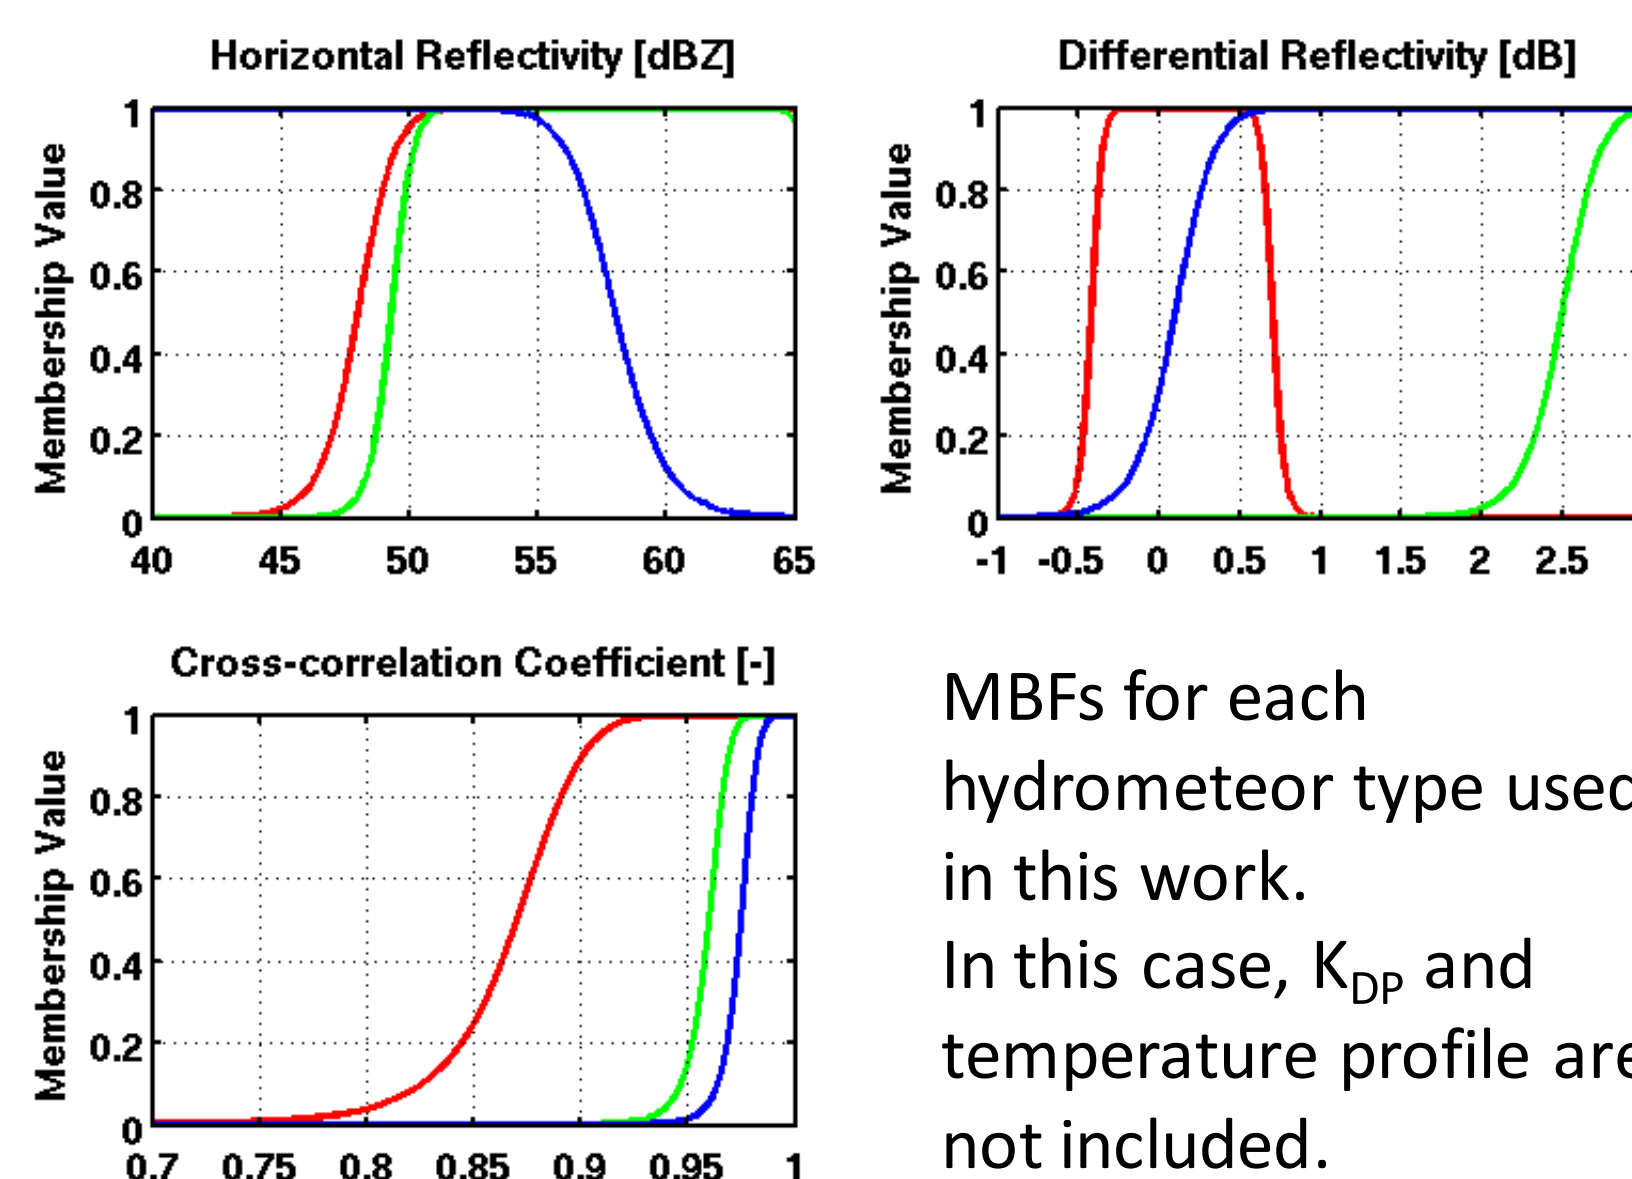 Horizontal Reflectivity [dBZ]
Membership Value
1
0.8
0.6
0.4
0.2
0
40 45 50 55 60 65
Differential Reflectivity [dB]
Membership Value
1
0.8
0.6
0.4
0.2
0
-1 -0.5 0 0.5 1 1.5 2 2.5
Cross-correlation Coefficient [-]
Membership Value
1
0.8
0.6
0.4
0.2
0
0.7 0.75 0.8 0.85 0.9 0.95 1
MBFs for each
hydrometeor type used
in this work.
In this case, KDP and
temperature profile are
not included.